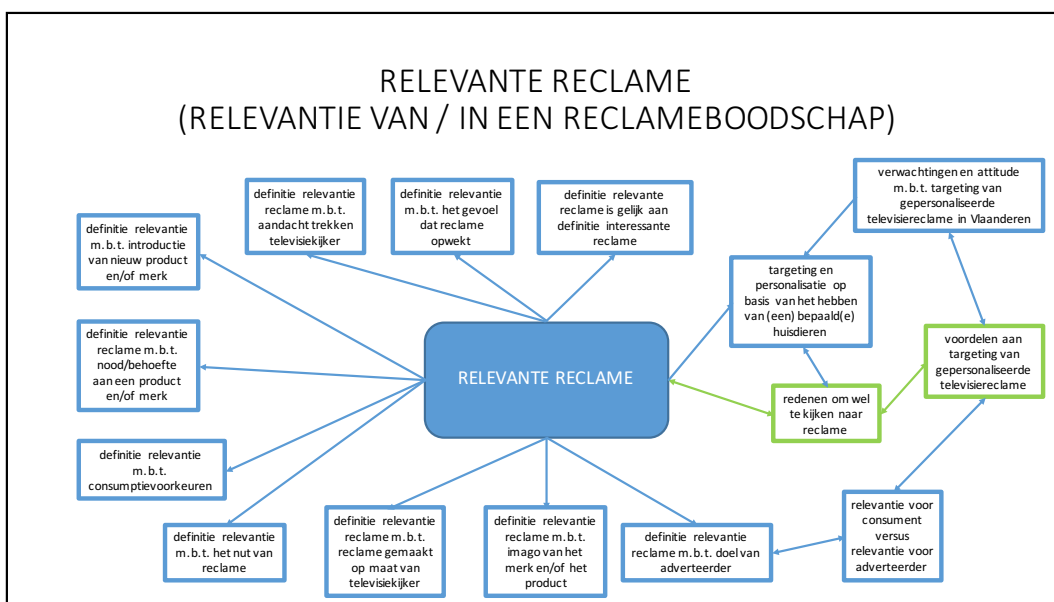 RELEVANTE RECLAME
(RELEVANTIE VAN / IN EEN RECLAMEBOODSCHAP)
definitie relevantie
reclame m.b.t.
aandacht trekken
televisiekijker
definitie relevantie
m.b.t. het gevoel
dat reclame
opwekt
definitie relevante
reclame is gelijk aan
definitie interessante
reclame
verwachtingen en attitude
m.b.t. targeting van
gepersonaliseerde
televisiereclame in Vlaanderen
definitie relevantie
m.b.t. introductie
van nieuw product
en/of merk
targeting en
personalisatie op
basis van het hebben
van (een) bepaald(e)
huisdieren
definitie relevantie
reclame m.b.t.
nood/behoefte
aan een product
en/of merk
RELEVANTE RECLAME
voordelen aan
targeting van
gepersonaliseerde
televisiereclame
redenen om wel
te kijken naar
reclame
definitie relevantie
m.b.t.
consumptievoorkeuren
definitie relevantie
m.b.t. het nut van
reclame
definitie relevantie
reclame m.b.t.
reclame gemaakt
op maat van
televisiekijker
definitie relevantie
reclame m.b.t.
imago van het
merk en/of het
product
definitie relevantie
reclame m.b.t. doel van
adverteerder
relevantie voor
consument
versus
relevantie voor
adverteerder